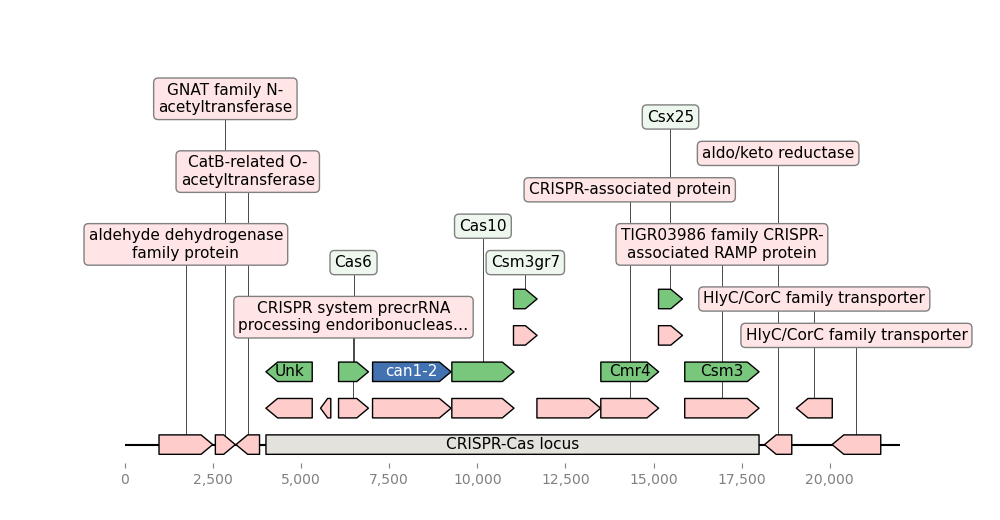 GNAT family N-
acetyltransferase
Csx25
aldo/keto reductase
CatB-related O-
acetyltransferase
CRISPR-associated protein
Cas10
aldehyde dehydrogenase
family protein
TIGR03986 family CRISPR-
associated RAMP protein
Cas6
Csm3gr7
HlyC/CorC family transporter
CRISPR system precrRNA
processing endoribonucleas...
HlyC/CorC family transporter
Unk
can1-2
Cmr4
Csm3
CRISPR-Cas locus
0
2,500
5,000
7,500
10,000
12,500
15,000
17,500
20,000